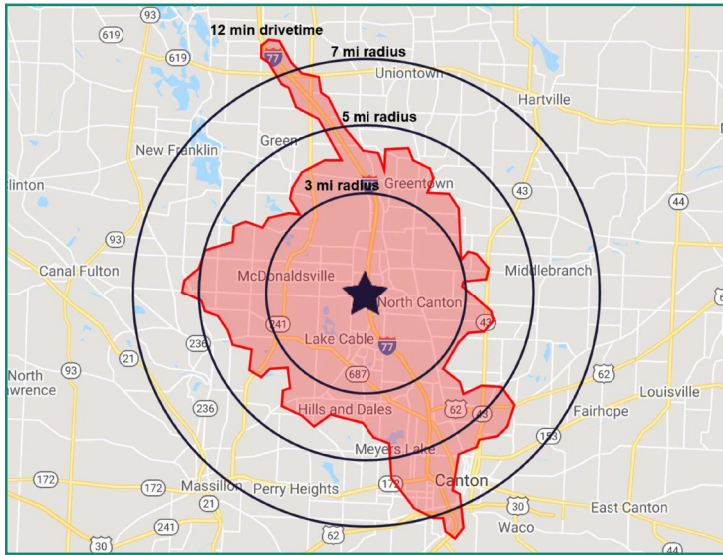 93
12 min drivetime
619
77
7 mi radius
619
Uniontown
Hartville
5 mi radius
Green
New Franklin
3 mi radius
Greentown
43
Clinton
44
93
Canal Fulton
McDonaldsville
Middlebranch
North Canton
241
43
236
Lake Cable
77
21
62
North
Lawrence
93
687
Louisville
236
Hills and Dales
62
43
Fairhope
153
Meyers Lake
172
172
Massillon
Perry Heights
172
Canton
21
30
East Canton
241
62
Waco
30
30